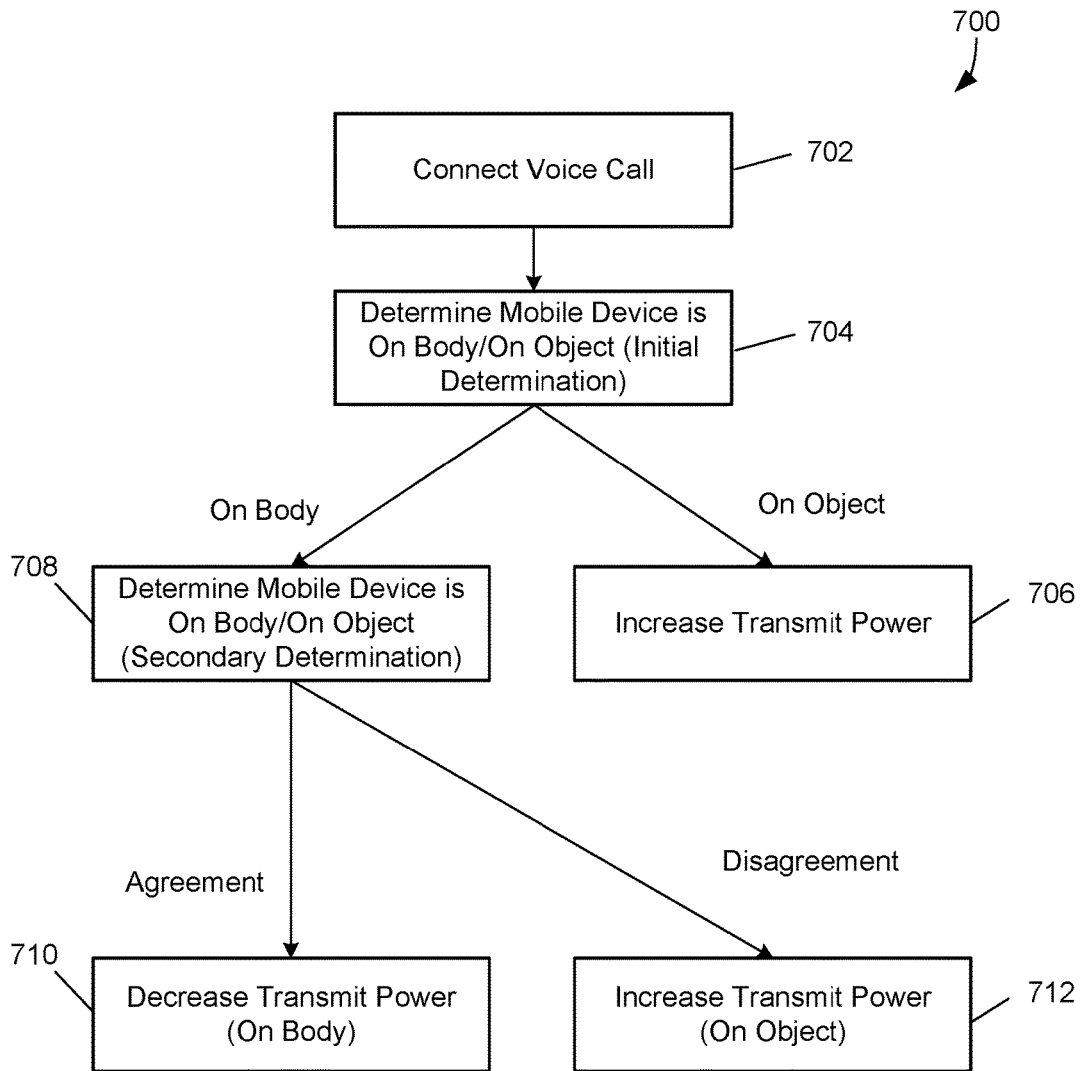 700
Connect Voice Call
702
Determine Mobile Device is
On Body/On Object (Initial
Determination)
704
On Body
On Object
708
Determine Mobile Device is
On Body/On Object
(Secondary Determination)
Increase Transmit Power
706
Agreement
Disagreement
710
Decrease Transmit Power
(On Body)
Increase Transmit Power
(On Object)
712